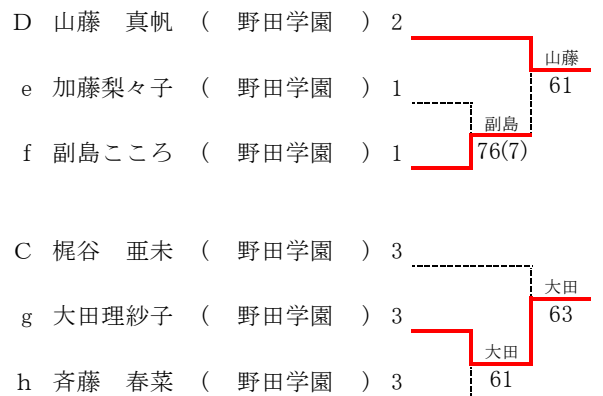 D 山藤 真帆 ( 野田学園 ) 2
山藤
e 加藤梨々子 ( 野田学園 ) 1
61
副島
f 副島こころ ( 野田学園 ) 1
76(7)
C 梶谷 亜未 ( 野田学園 ) 3
大田
g 大田理紗子 ( 野田学園 ) 3
63
大田
h 斉藤 春菜 ( 野田学園 ) 3
61